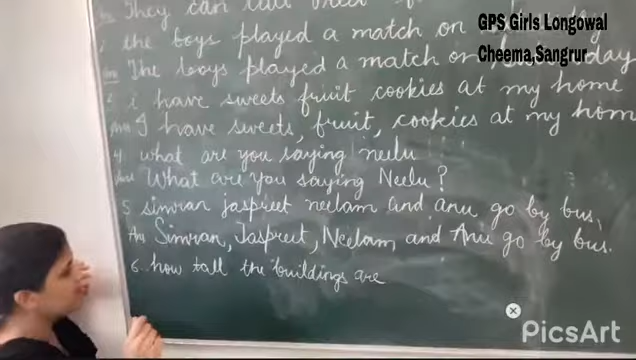 They can
GPS Girls Longowal
Cheema,Sangrur
the boys played a match on
Ans The boys played a match on day
i have sweets fruit cookies at my home
Ans I have sweets, fruit, cookies at my hom
4 what are you saying neelu
Ans What are you saying Neelu?
5 simran jaspreet neelam and anu go by bus,
Ans Simran, Jaspreet, Neelam and Anu go by bus.
6. how tall the buildings are
PicsArt